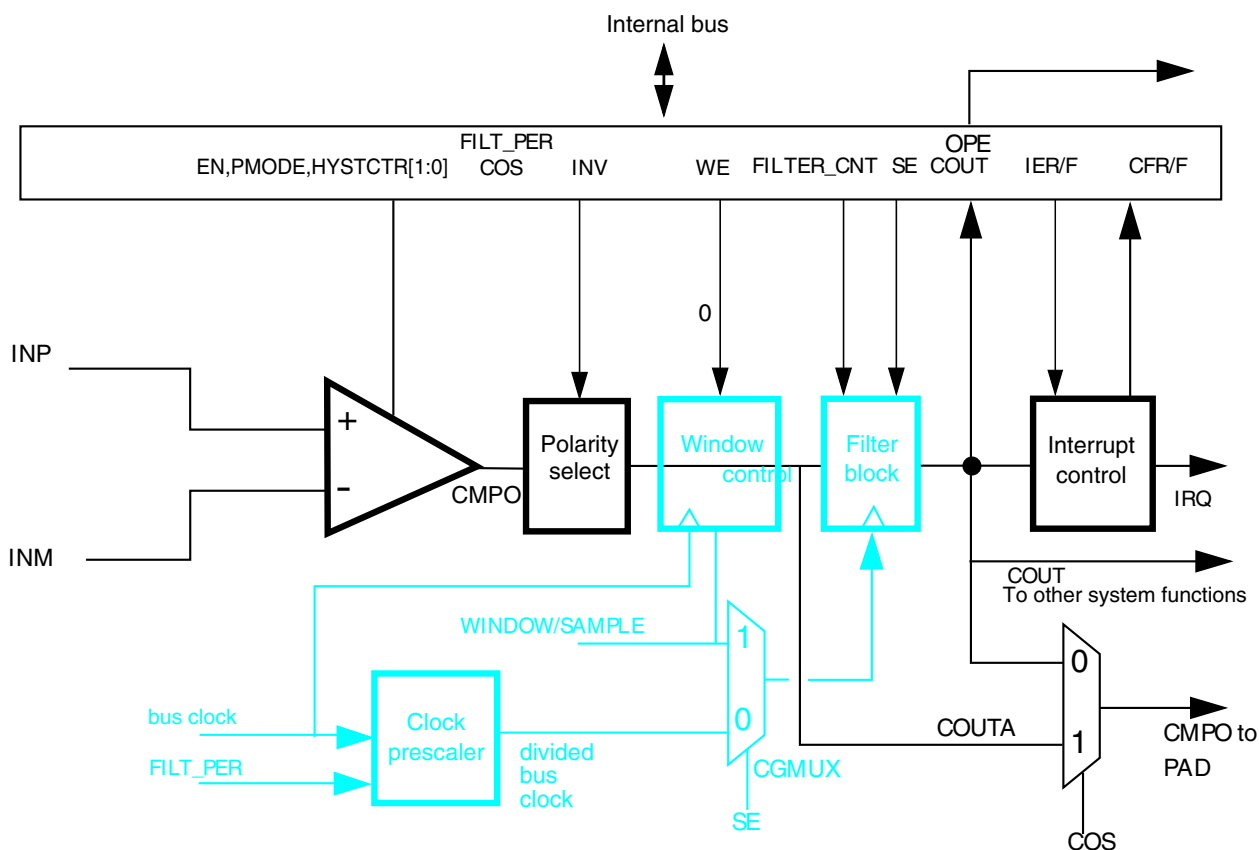 Internal bus
FILT_PER
OPE
EN,PMODE,HYSTCTR[1:0]
COS
INV
WE
FILTER_CNT
SE
COUT
IER/F
CFR/F
0
INP
+
-
INM
CMPO
Polarity
select
Window
control
Filter
block
Interrupt
control
IRQ
COUT
To other system functions
WINDOW/SAMPLE
1
0
0
1
bus clock
FILT_PER
Clock
prescaler
divided
bus
clock
CGMUX
SE
COUTA
CMPO to
PAD
COS